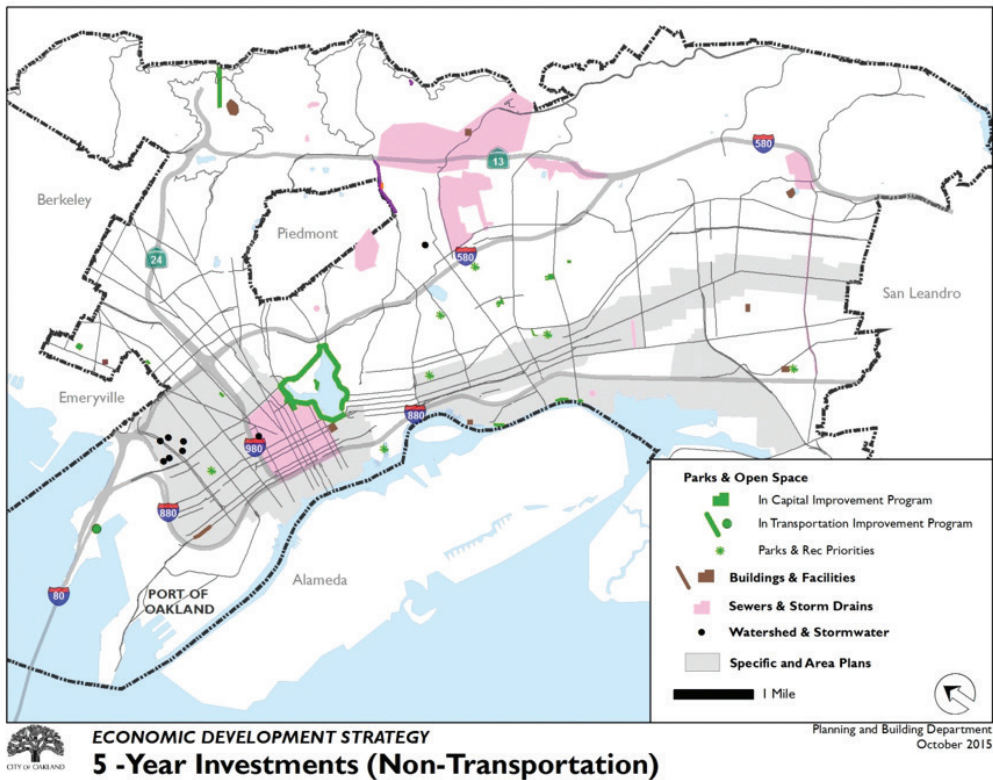 13
580
Berkeley
Piedmont
24
580
San Leandro
Emeryville
880
980
880
Alameda
PORT OF
OAKLAND
80
Parks & Open Space
In Capital Improvement Program
In Transportation Improvement Program
Parks & Rec Priorities
Buildings & Facilities
Sewers & Storm Drains
Watershed & Stormwater
Specific and Area Plans
1 Mile
CITY OF OAKLAND
ECONOMIC DEVELOPMENT STRATEGY
5 -Year Investments (Non-Transportation)
Planning and Building Department
October 2015